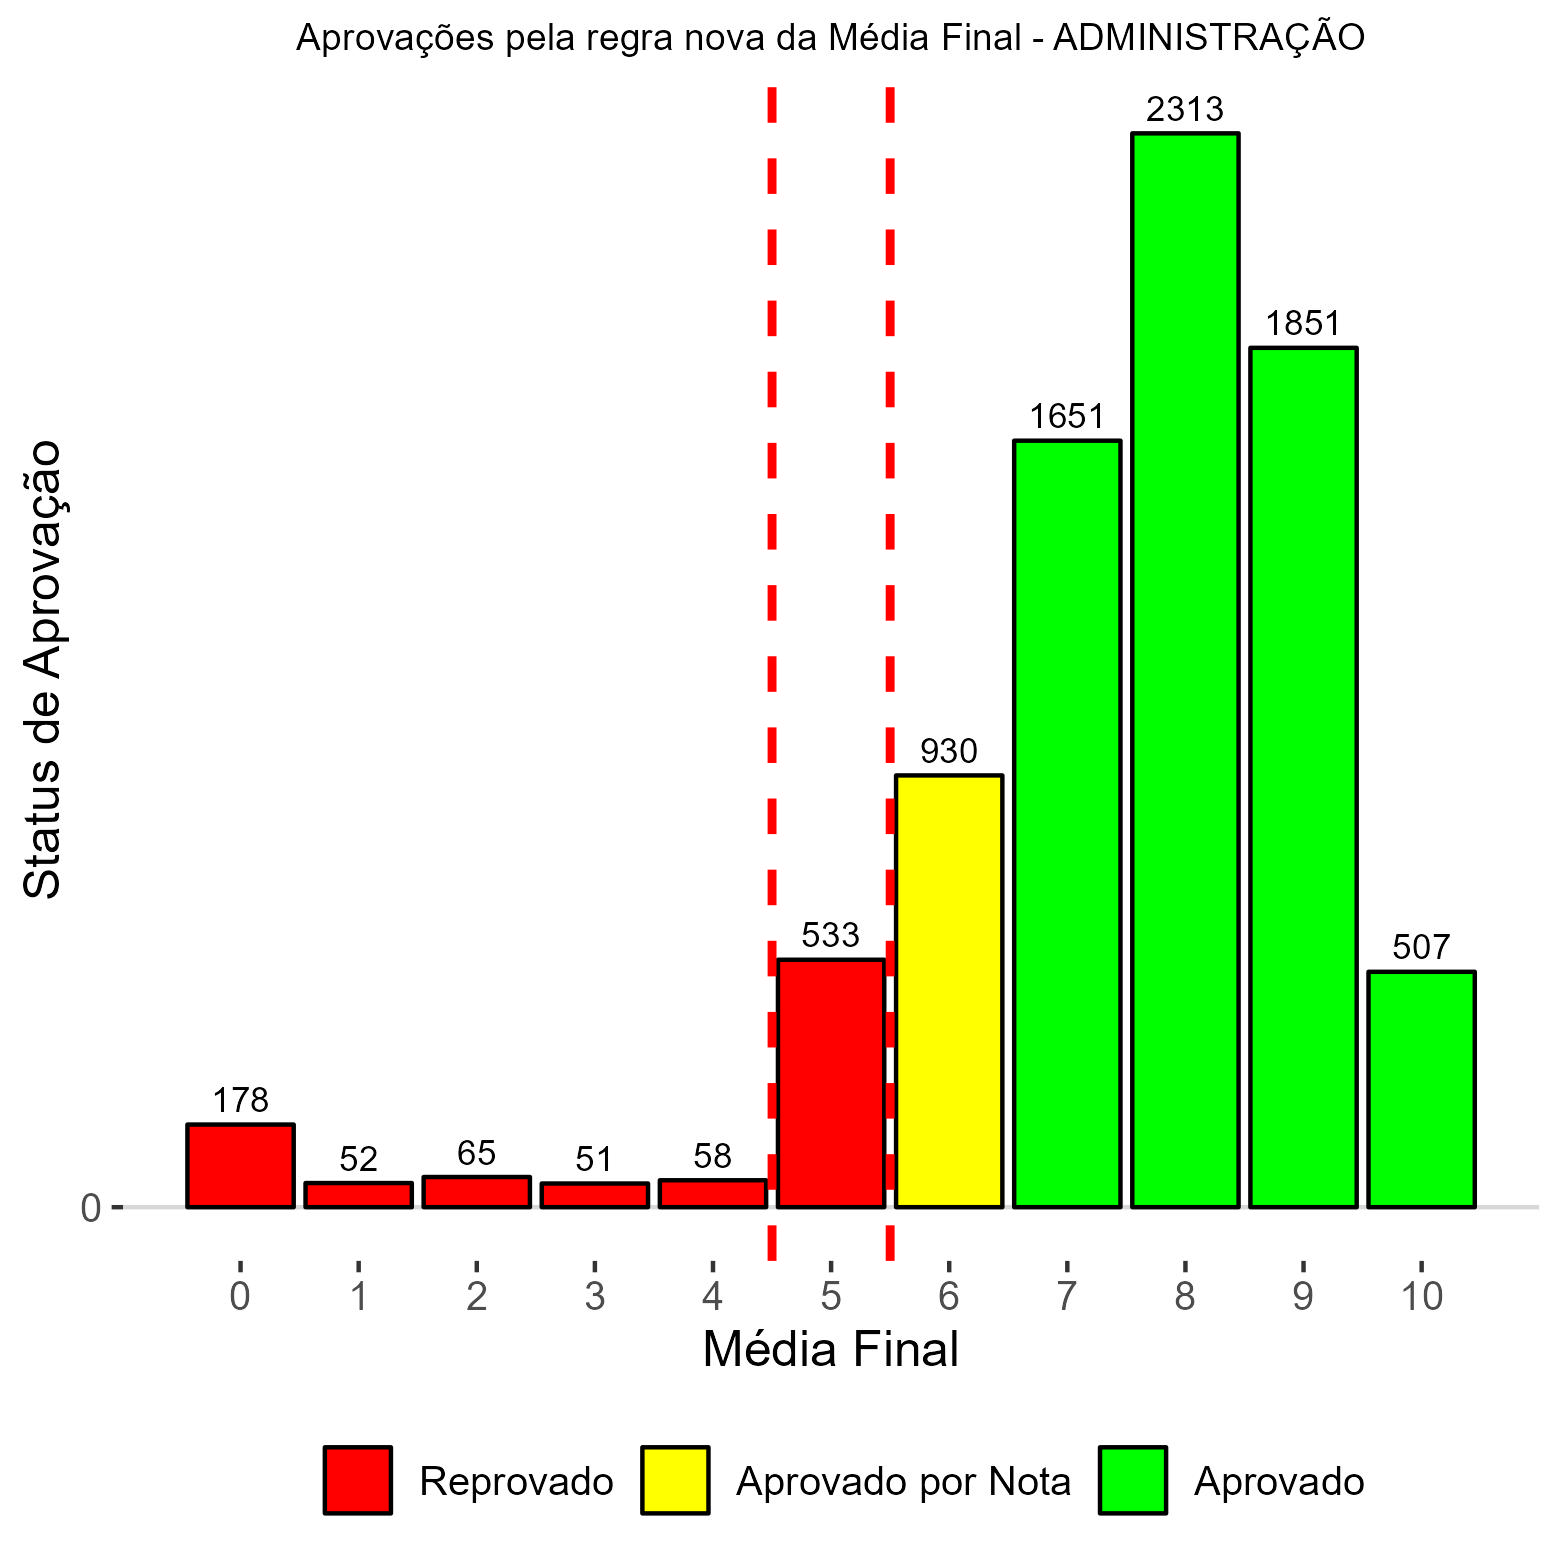 Aprovações pela regra nova da Média Final - ADMINISTRAÇÃO
2313
1851
1651
930
533
507
178
52
65
51
58
Status de Aprovação
0
0 1 2 3 4 5 6 7 8 9 10
Média Final
Reprovado Aprovado por Nota Aprovado